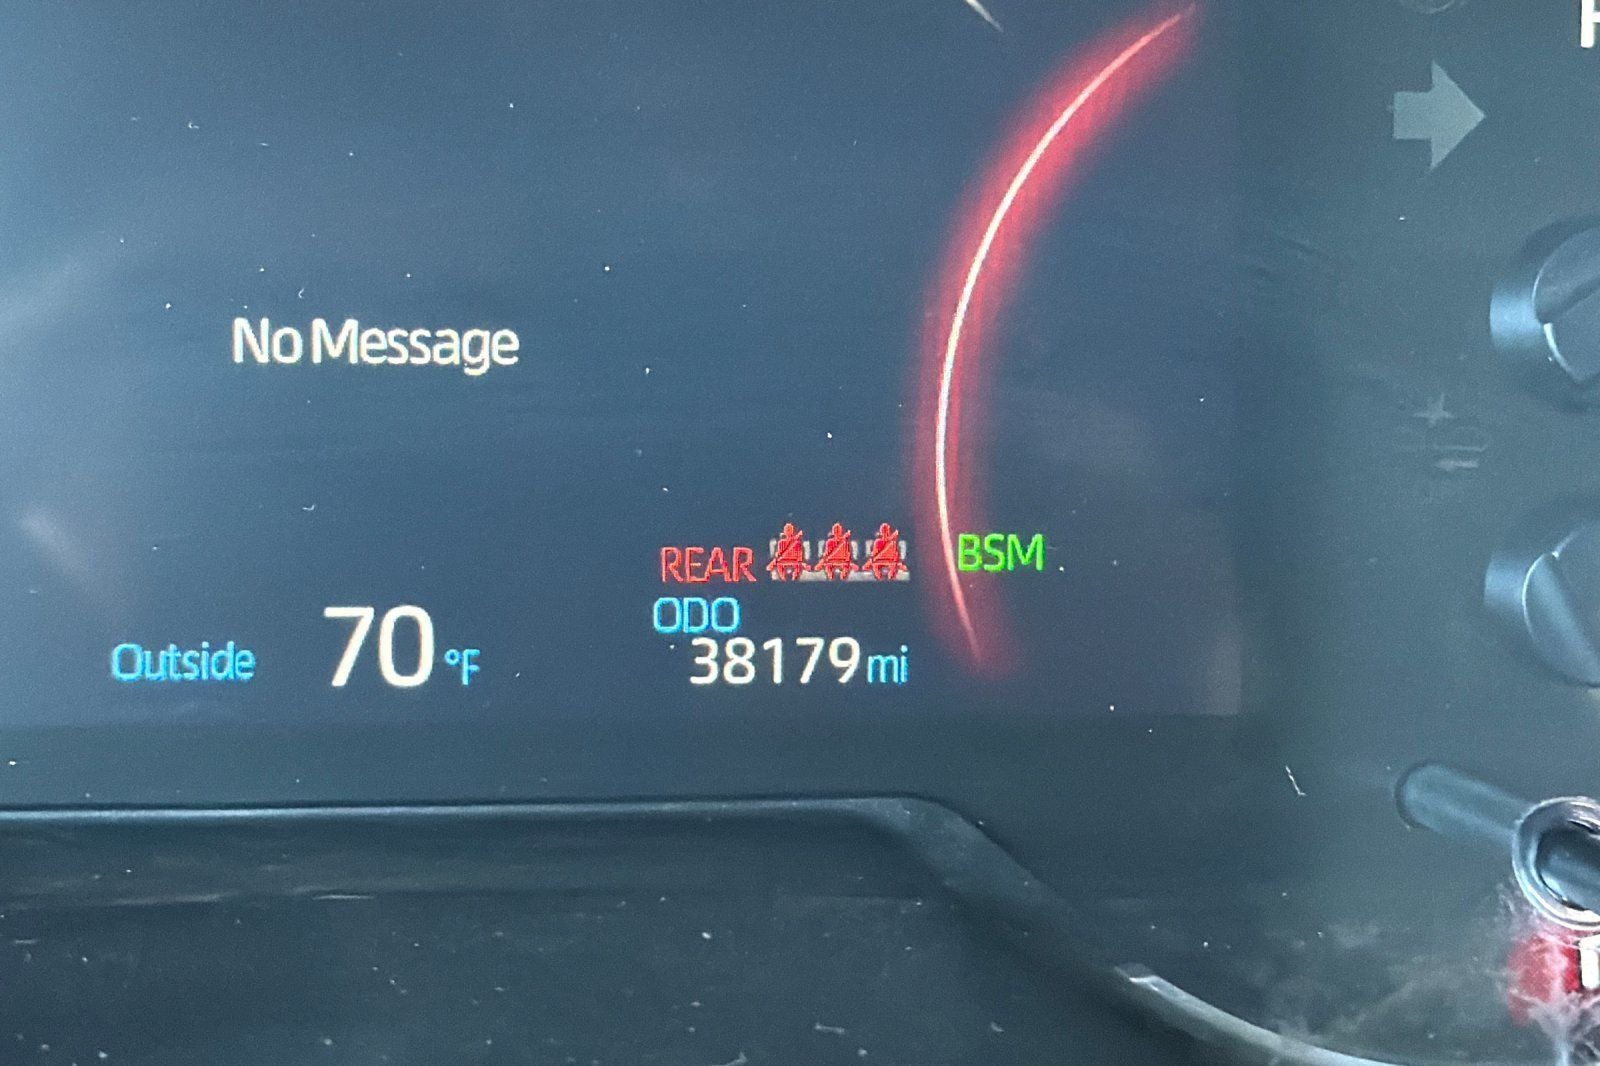 No Message
REAR
BSM
ODO
Outside 70 °F
38179 mi